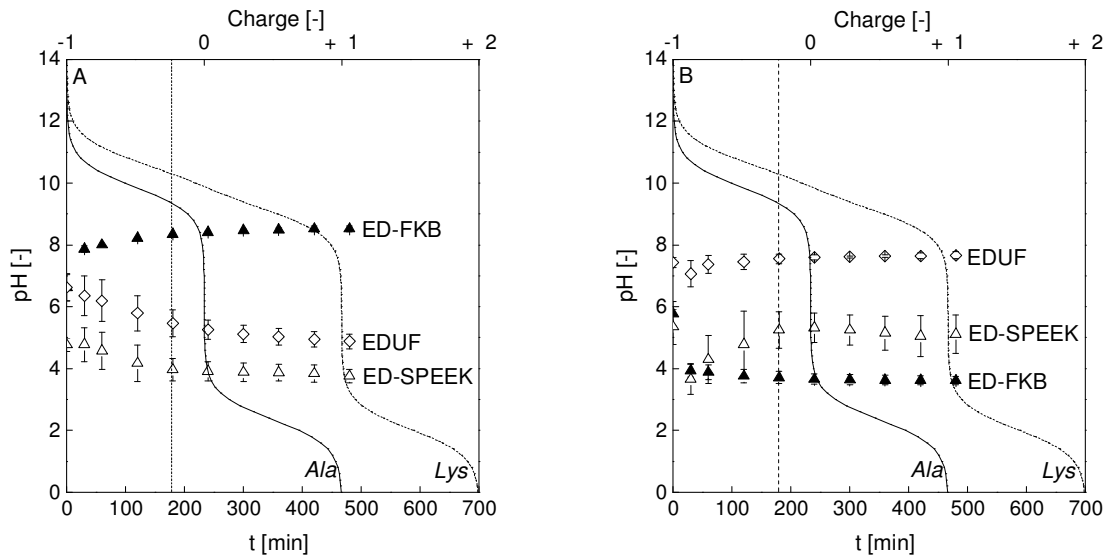 Charge [-]
-1 0 + 1 + 2
14
A
12
10
8
6
4
2
0
pH [-]
ED-FKB
EDUF
ED-SPEEK
Ala
Lys
0 100 200 300 400 500 600 700
t [min]
Charge [-]
-1 0 + 1 + 2
14
B
12
10
8
6
4
2
0
pH [-]
EDUF
ED-SPEEK
ED-FKB
Ala
Lys
0 100 200 300 400 500 600 700
t [min]